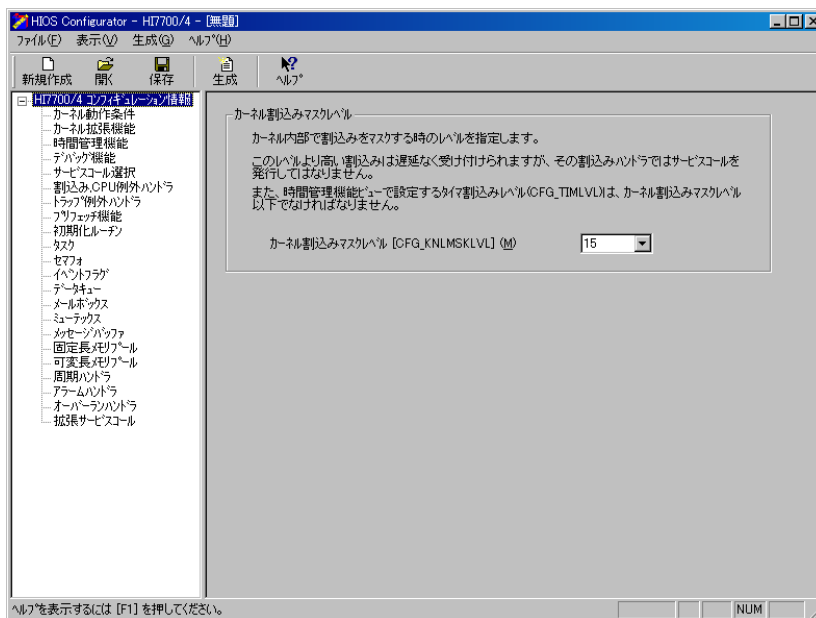 HIOS Configurator - HI7700/4 - [無題]
ファイル(F) 表示(V) 生成(G) ヘルプ(H)
新規作成 開く 保存 生成 ヘルプ
HI7700/4 コンフィギュレーション情報
カーネル動作条件
カーネル拡張機能
時間管理機能
デバッグ機能
サービスコール選択
割込み,CPU例外ハンドラ
トラップ例外ハンドラ
プリフェッチ機能
初期化ルーチン
タスク
セマフォ
イベントフラグ
データキュー
メールボックス
ミューテックス
メッセージバッファ
固定長メモリプール
可変長メモリプール
周期ハンドラ
アラームハンドラ
オーバーランハンドラ
拡張サービスコール
カーネル割込みマスクレベル
カーネル内部で割込みをマスクする時のレベルを指定します。
このレベルより高い割込みは遅延なく受け付けられますが、その割込みハンドラではサービスコールを
発行してはなりません。
また、時間管理機能ビューで設定するタイマ割込みレベル(CFG_TIMLVL)は、カーネル割込みマスクレベル
以下でなければなりません。
カーネル割込みマスクレベル [CFG_KNLMSKLVL] (M) 15
ヘルプを表示するには [F1] を押してください。 NUM